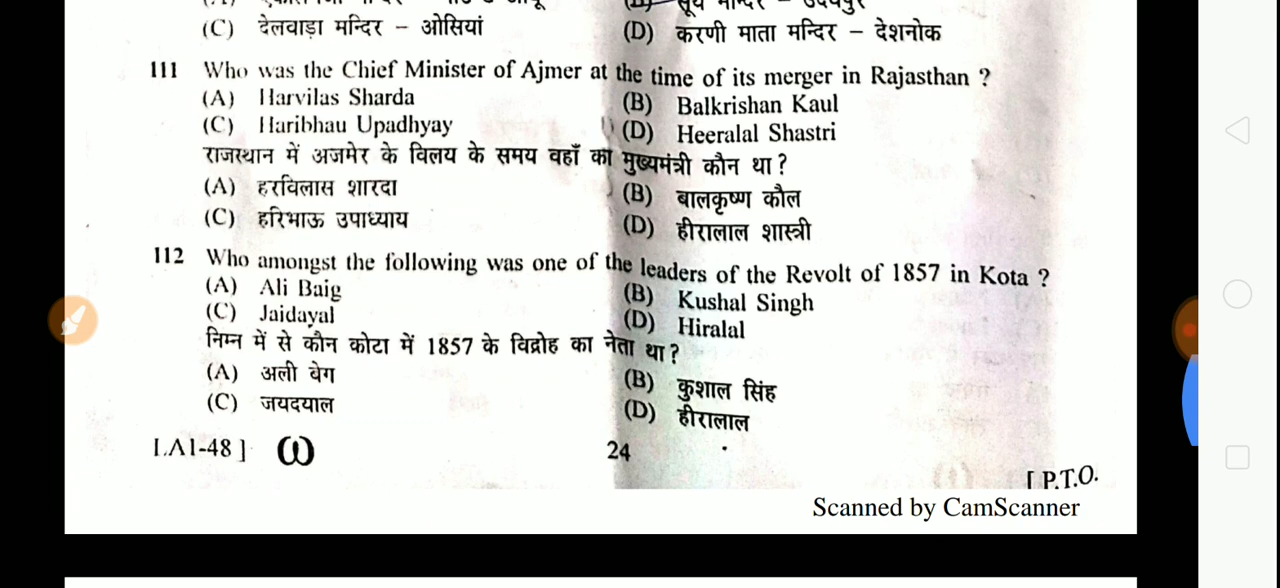 (C) देलवाड़ा मन्दिर – ओसियां (D) करणी माता मन्दिर – देशनोक
111 Who was the Chief Minister of Ajmer at the time of its merger in Rajasthan ?
(A) Harvilas Sharda (B) Balkrishan Kaul
(C) Haribhau Upadhyay (D) Heeralal Shastri
राजस्थान में अजमेर के विलय के समय वहाँ का मुख्यमंत्री कौन था ?
(A) हरविलास शारदा (B) बालकृष्ण कौल
(C) हरिभाऊ उपाध्याय (D) हीरालाल शास्त्री
112 Who amongst the following was one of the leaders of the Revolt of 1857 in Kota ?
(A) Ali Baig (B) Kushal Singh
(C) Jaidayal (D) Hiralal
निम्न में से कौन कोटा में 1857 के विद्रोह का नेता था ?
(A) अली बेग (B) कुशाल सिंह
(C) जयदयाल (D) हीरालाल
[A1-48] 24 [ P.T.O.
Scanned by CamScanner